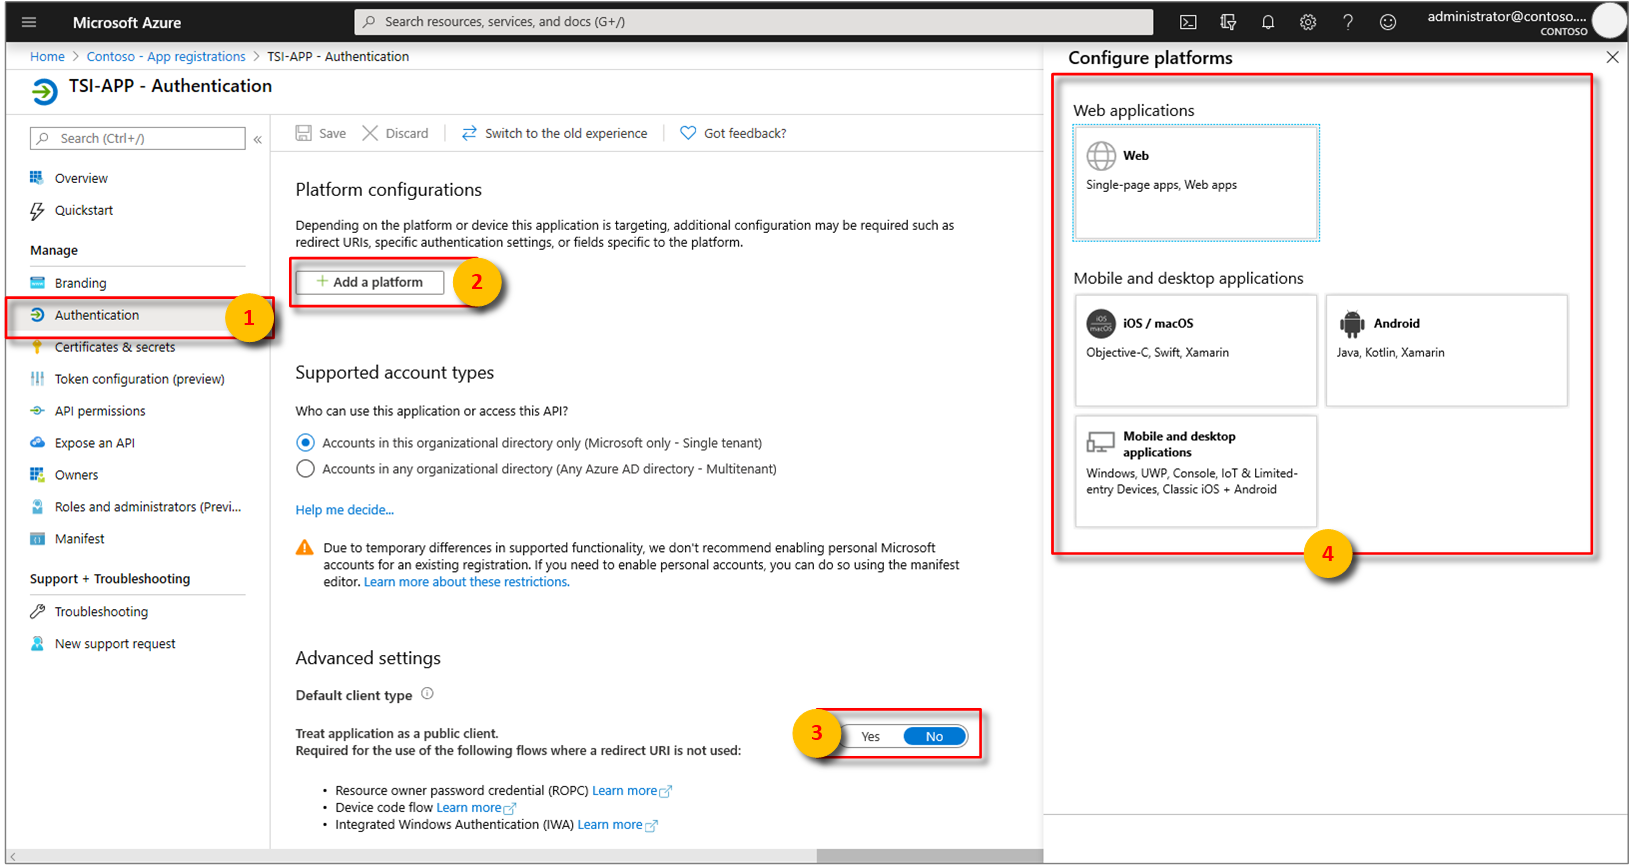 Microsoft Azure
Search resources, services, and docs (G+/)
administrator@contoso....
CONTOSO
Home > Contoso - App registrations > TSI-APP - Authentication
TSI-APP - Authentication
Search (Ctrl+/)
«
Overview
Quickstart
Manage
Branding
Authentication
1
Certificates & secrets
Token configuration (preview)
API permissions
Expose an API
Owners
Roles and administrators (Previ...
Manifest
Support + Troubleshooting
Troubleshooting
New support request
Save
Discard
Switch to the old experience
Got feedback?
Platform configurations
Depending on the platform or device this application is targeting, additional configuration may be required such as
redirect URIs, specific authentication settings, or fields specific to the platform.
+ Add a platform
2
Supported account types
Who can use this application or access this API?
Accounts in this organizational directory only (Microsoft only - Single tenant)
Accounts in any organizational directory (Any Azure AD directory - Multitenant)
Help me decide...
Due to temporary differences in supported functionality, we don't recommend enabling personal Microsoft
accounts for an existing registration. If you need to enable personal accounts, you can do so using the manifest
editor. Learn more about these restrictions.
Advanced settings
Default client type
Treat application as a public client.
Required for the use of the following flows where a redirect URI is not used:
3
Yes
No
• Resource owner password credential (ROPC) Learn more
• Device code flow Learn more
• Integrated Windows Authentication (IWA) Learn more
Configure platforms
Web applications
Web
Single-page apps, Web apps
Mobile and desktop applications
iOS
macOS
iOS / macOS
Objective-C, Swift, Xamarin
Android
Java, Kotlin, Xamarin
Mobile and desktop
applications
Windows, UWP, Console, IoT & Limited-
entry Devices, Classic iOS + Android
4